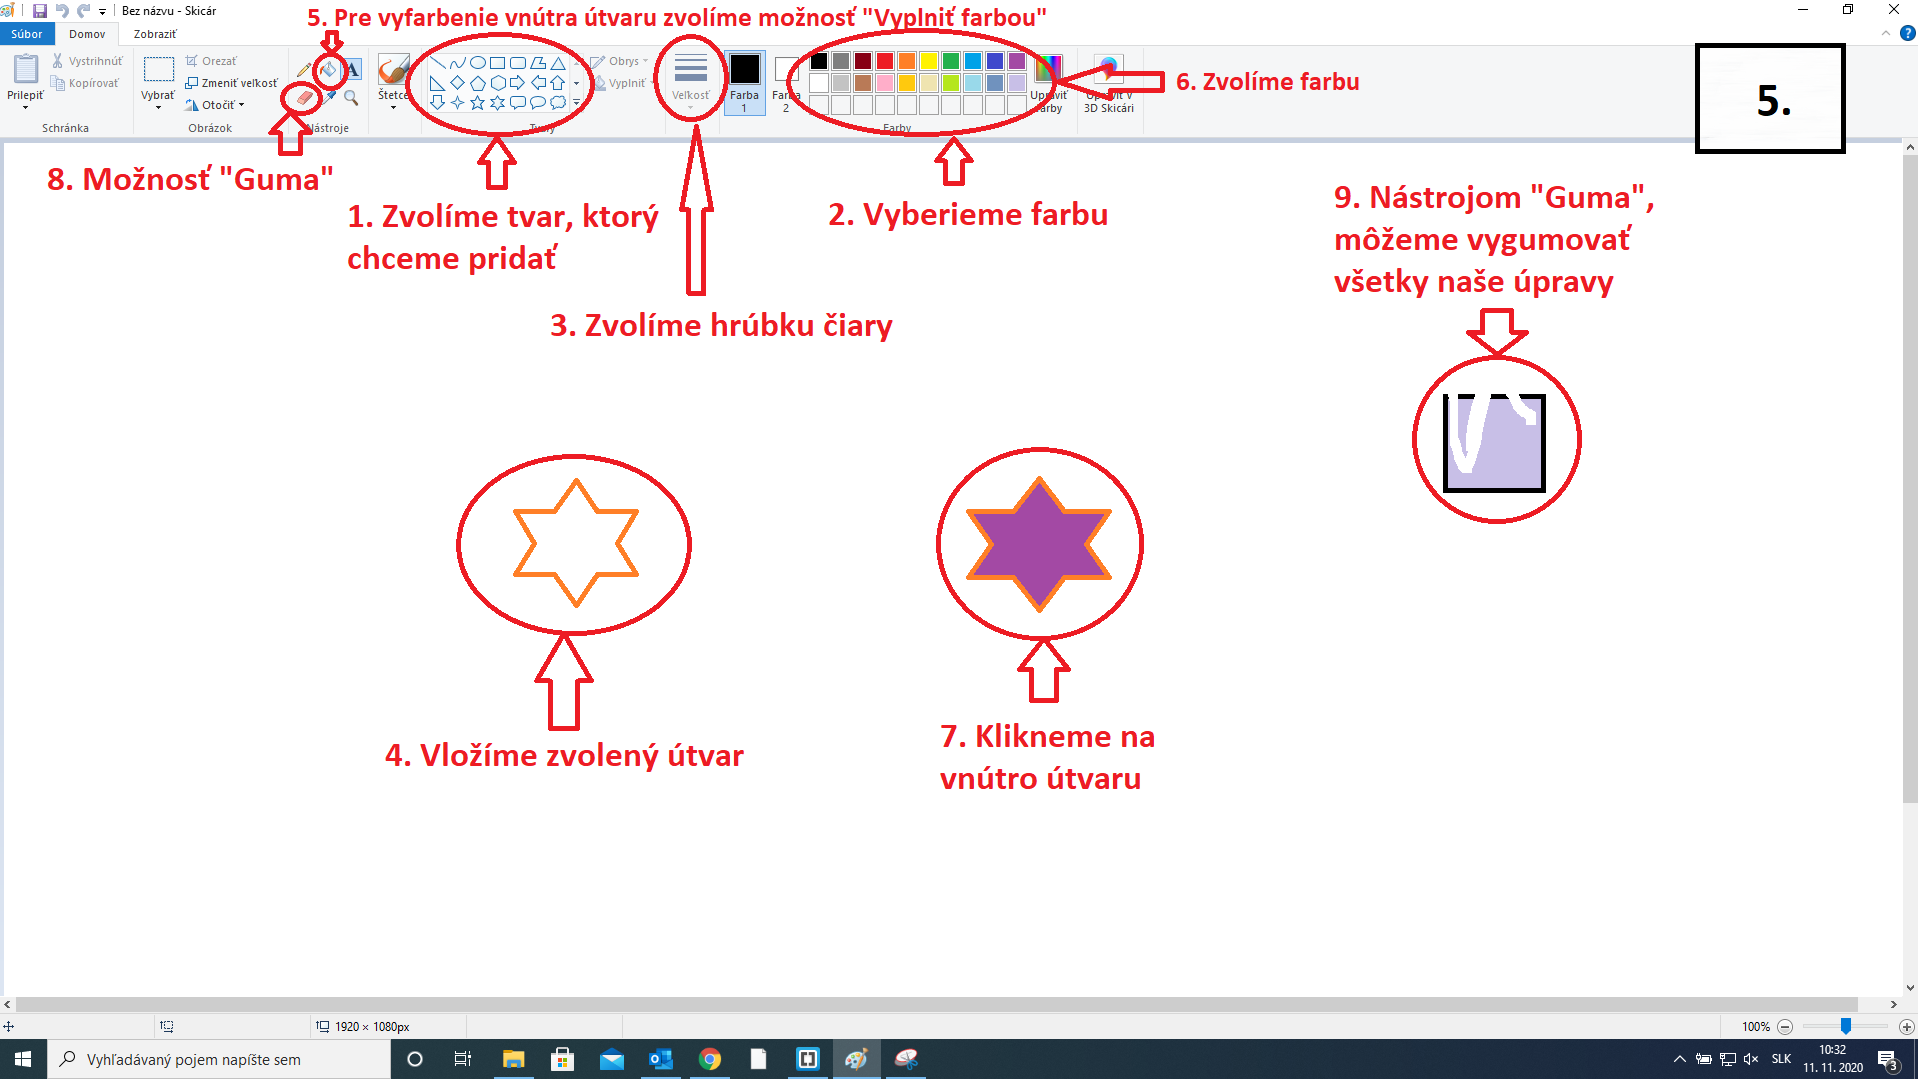 Bez názvu - Skicár
5. Pre vyfarbenie vnútra útvaru zvolíme možnosť "Vyplniť farbou"
Súbor
Domov
Zobraziť
Prilepiť
Vystrihnúť
Kopírovať
Schránka
Vybrať
Orezať
Zmeniť veľkosť
Otočiť
Obrázok
A
Nástroje
Štetce
Tvary
Obrys
Vyplniť
Veľkosť
Farba
1
Farba
2
Farby
Upraviť
farby
Upraviť v
3D Skicári
6. Zvolíme farbu
5.
8. Možnosť "Guma"
1. Zvolíme tvar, ktorý
chceme pridať
2. Vyberieme farbu
3. Zvolíme hrúbku čiary
9. Nástrojom "Guma",
môžeme vygumovať
všetky naše úpravy
4. Vložíme zvolený útvar
7. Klikneme na
vnútro útvaru
1920 × 1080px
100%
Vyhľadávaný pojem napíšte sem
SLK
10:32
11. 11. 2020
3